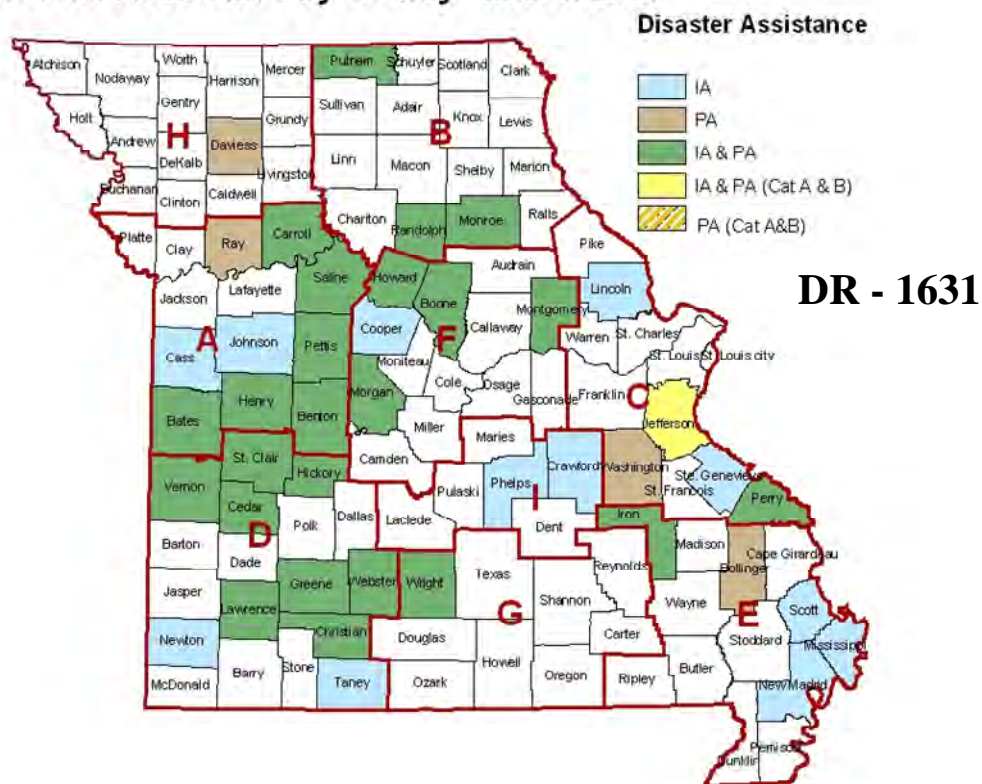 Disaster Assistance
IA
PA
IA & PA
IA & PA (Cat A & B)
PA (Cat A&B)
DR - 1631
Atchison
Nodaway
Worth
Harrison
Mercer
Putnam
Schuyler
Scotland
Clark
Gentry
Sullivan
Adair
Knox
Lewis
Holt
Andrew
H
DeKalb
Daviess
Grundy
B
Linn
Macon
Shelby
Marion
Buchanan
Clinton
Caldwell
Livingston
Chariton
Randolph
Monroe
Ralls
Platte
Clay
Ray
Carroll
Pike
Saline
Howard
Boone
Audrain
Lincoln
Jackson
Lafayette
Montgomery
Cooper
F
Callaway
Warren
St. Charles
Cass
A
Johnson
Pettis
Moniteau
St. Louis
St. Louis city
Cole
Osage
Gasconade
Franklin
C
Morgan
Jefferson
Bates
Henry
Benton
Miller
Maries
Camden
St. Clair
Hickory
Phelps
Crawford
Washington
Ste. Genevieve
St. Francois
Vernon
Cedar
Pulaski
I
Perry
D
Polk
Dallas
Laclede
Dent
Iron
Barton
Dade
Madison
Cape Girardeau
Reynolds
Bollinger
Jasper
Greene
Webster
Wright
Texas
Shannon
Wayne
E
Scott
Lawrence
G
Newton
Christian
Douglas
Carter
Stoddard
Mississippi
McDonald
Barry
Stone
Taney
Ozark
Howell
Oregon
Ripley
Butler
New Madrid
Dunklin
Pemiscot